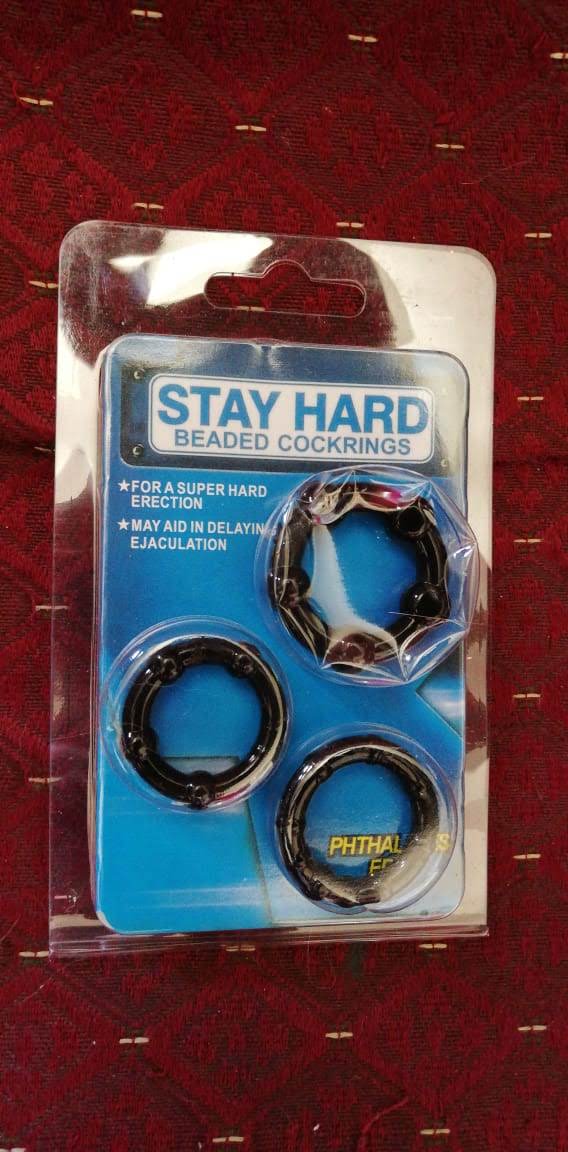 STAY HARD
BEADED COCKRINGS
★FOR A SUPER HARD
ERECTION
★MAY AID IN DELAYING
EJACULATION